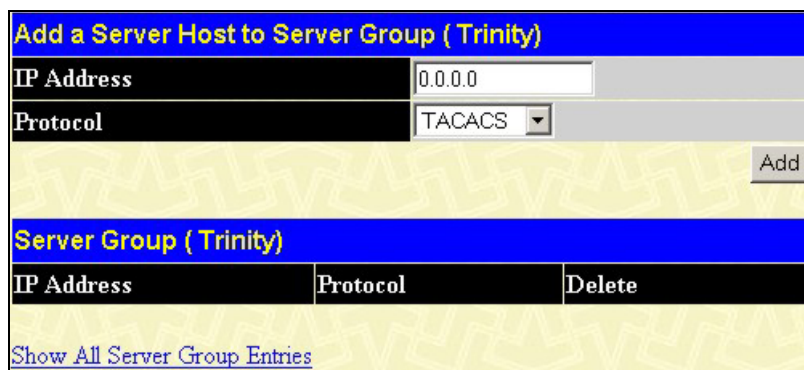 Add a Server Host to Server Group ( Trinity)
IP Address 0.0.0.0
Protocol TACACS
Add
Server Group ( Trinity)
IP Address Protocol Delete
Show All Server Group Entries